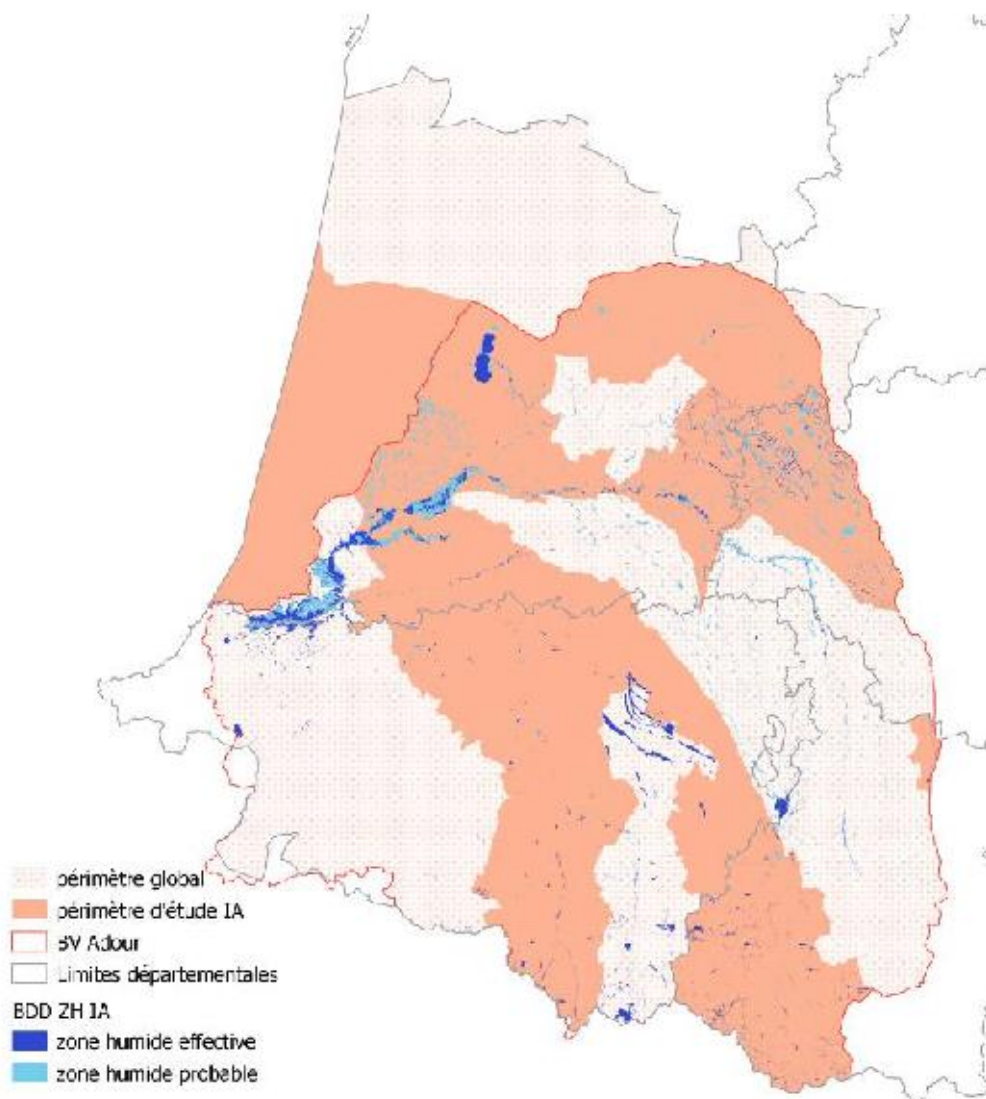 périmètre global
périmètre d'étude IA
BV Adour
Limites départementales
BDD ZH IA
zone humide effective
zone humide probable